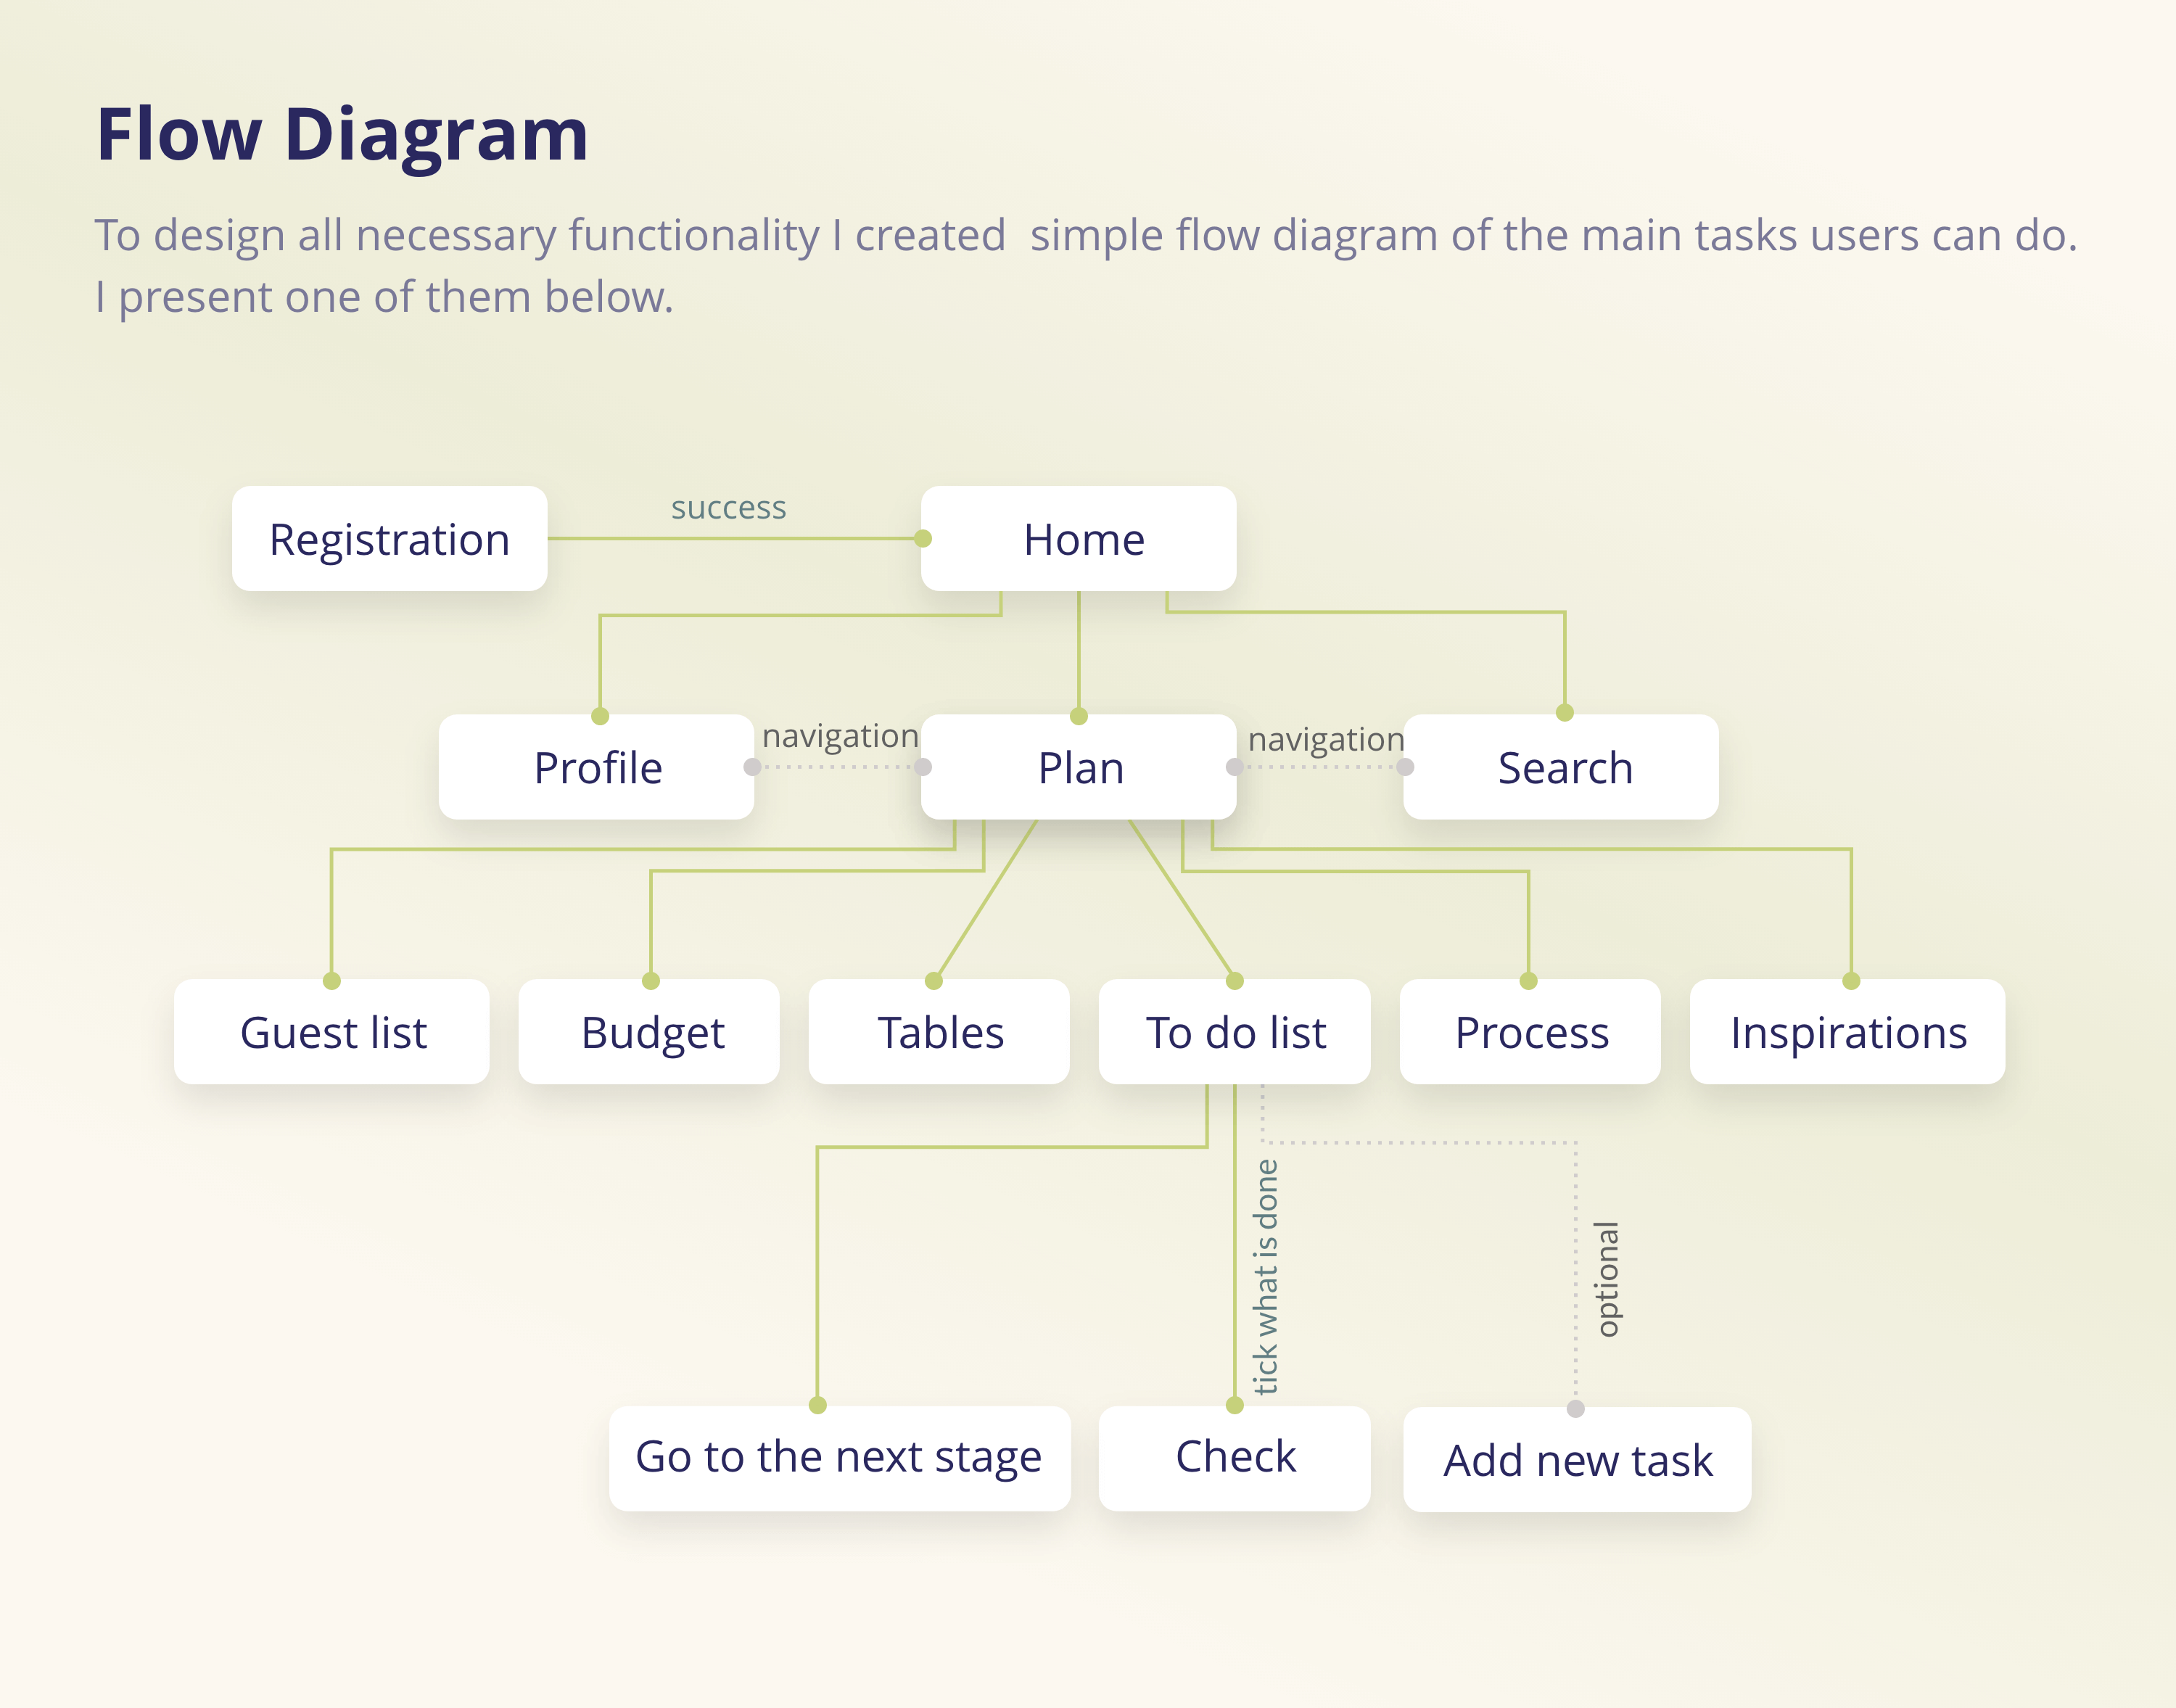 Flow Diagram
To design all necessary functionality I created  simple flow diagram of the main tasks users can do.
I present one of them below.
Registration
success
Home
Profile
navigation
Plan
navigation
Search
Guest list
Budget
Tables
To do list
Process
Inspirations
tick what is done
optional
Go to the next stage
Check
Add new task